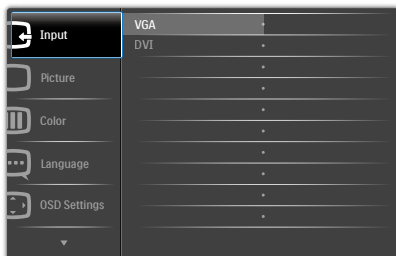 Input
VGA
DVI
Picture
Color
Language
OSD Settings